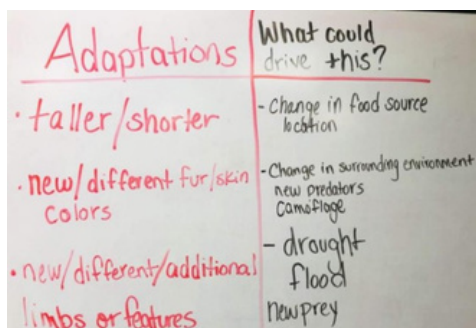 Adaptations
• taller/shorter
• new/different fur/skin
colors
• new/different/additional
limbs or features
What could
drive this?
- Change in food source
location
- Change in surrounding environment
new predators
camoflage
- drought
flood
new prey